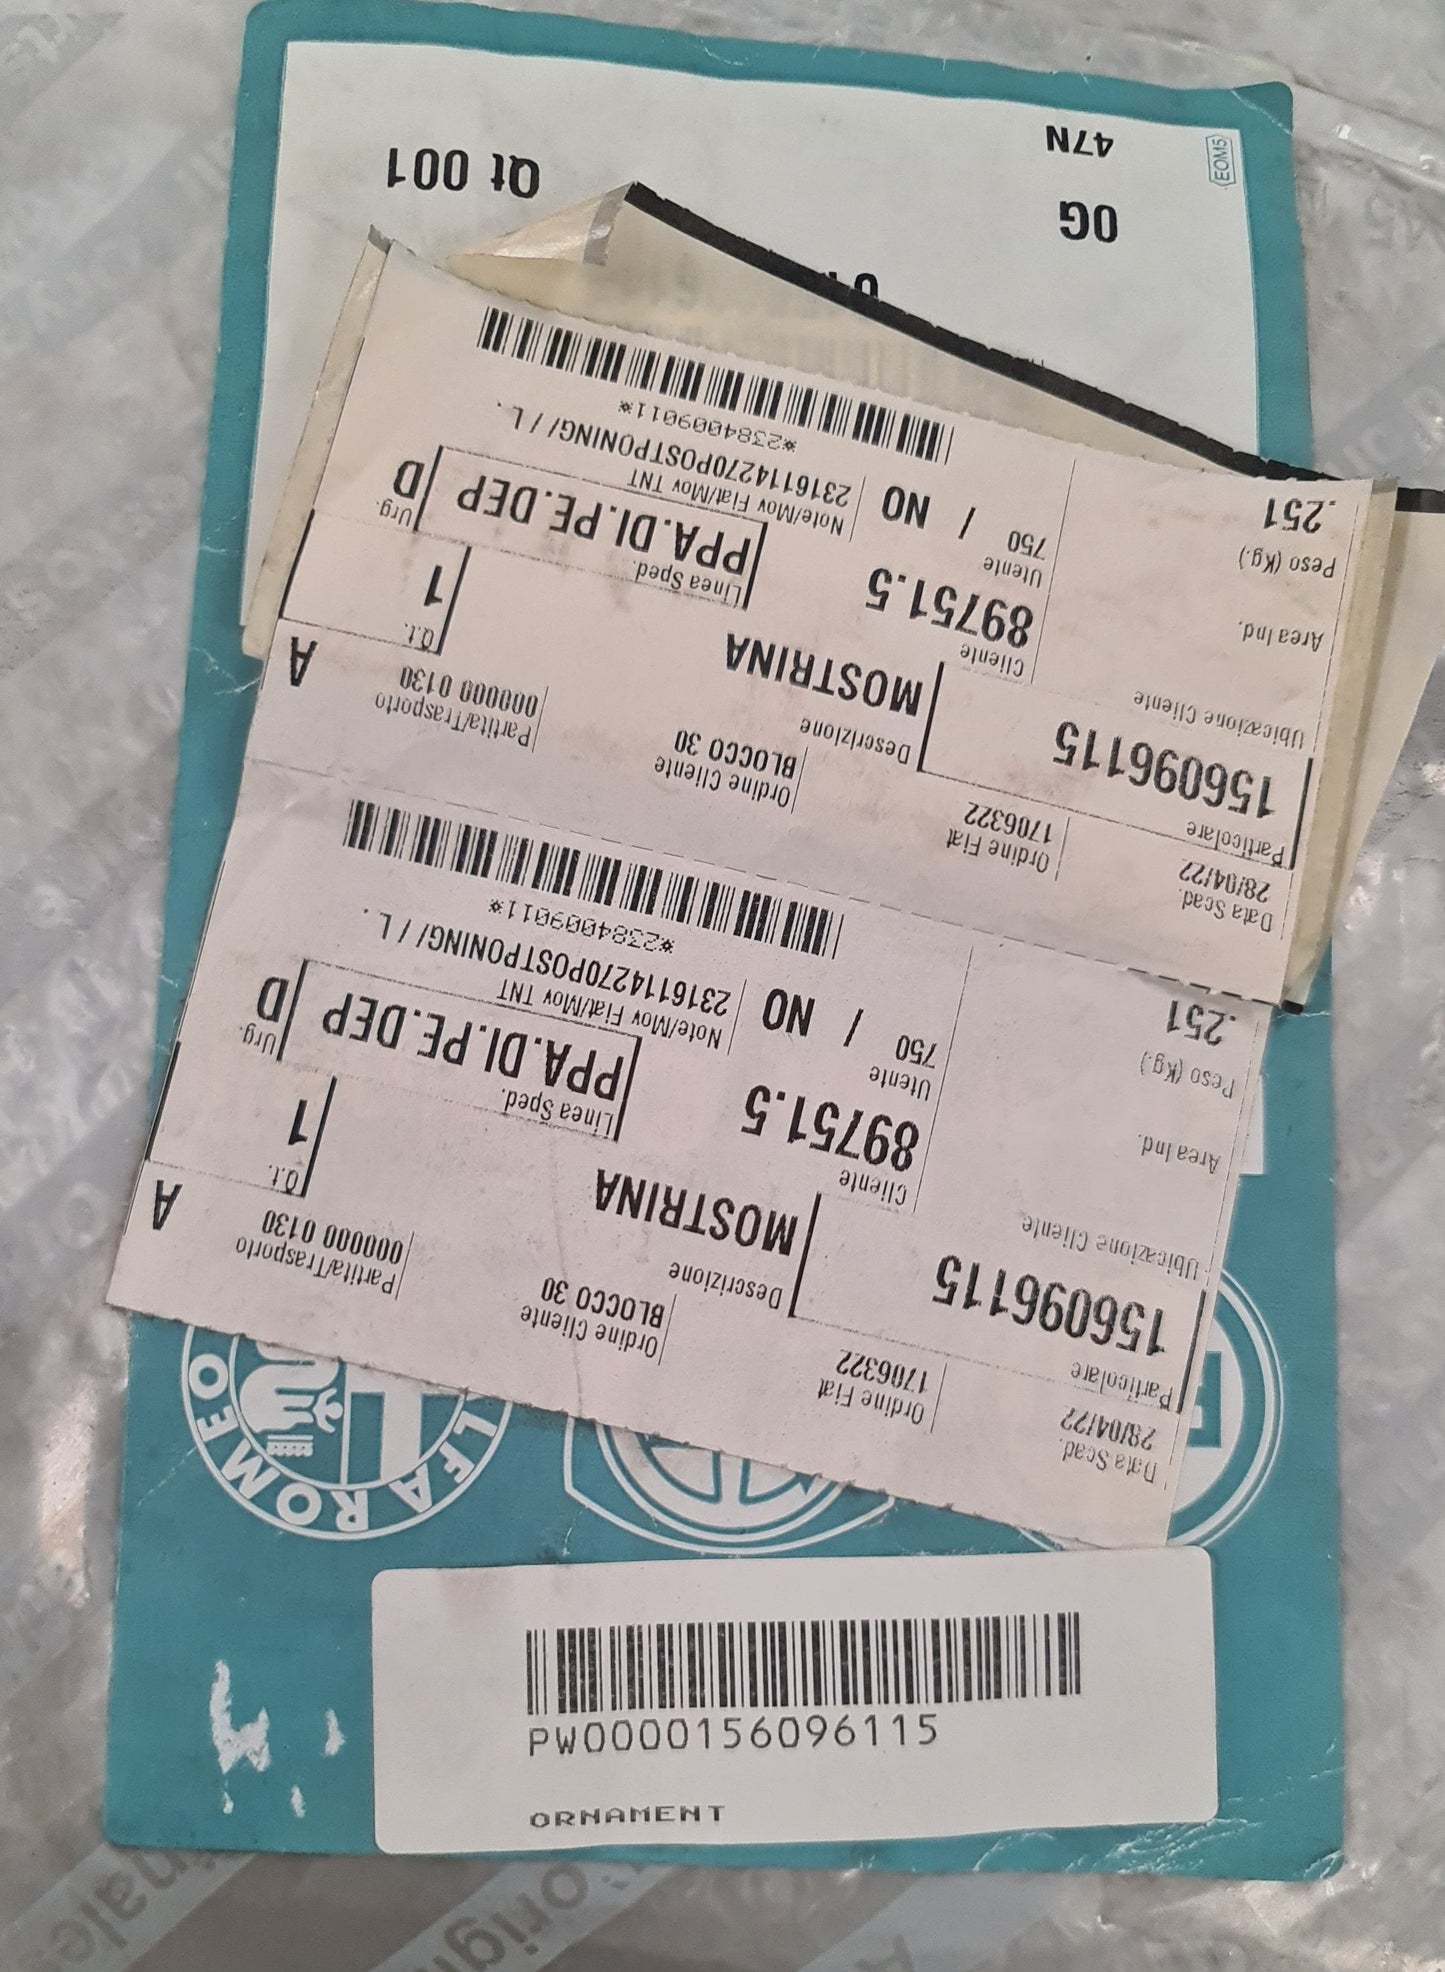 EOM5
47N
0G
Qt 001
Data Scad.
28/04/22
Ordine Fiat
1706322
Ordine Cliente
BLOCCO 30
Partita/Trasporto
000000 0130
A
Particolare
156096115
Descrizione
MOSTRINA
Q.t.
1
Ubicazione Cliente
Area Ind.
Cliente
89751.5
Linea Sped.
PPA.DI.PE.DEP
Urg.
D
Peso (Kg.)
.251
Utente
750 / NO
Note/Mov Fiat/Mov TNT
2316114270POSTPONING/ / L .
*2384009011*
Data Scad.
28/04/22
Ordine Fiat
1706322
Ordine Cliente
BLOCCO 30
Partita/Trasporto
000000 0130
A
Particolare
156096115
Descrizione
MOSTRINA
Q.t.
1
Ubicazione Cliente
Area Ind.
Cliente
89751.5
Linea Sped.
PPA.DI.PE.DEP
Urg.
D
Peso (Kg.)
.251
Utente
750 / NO
Note/Mov Fiat/Mov TNT
2316114270POSTPONING/ / L .
*2384009011*
LFA ROMEO
PW0000156096115
ORNAMENT